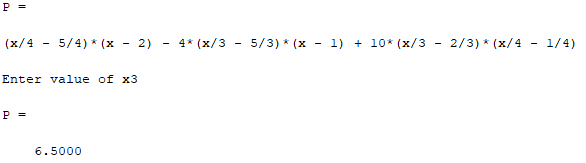 P =
(x/4 - 5/4)*(x - 2) - 4*(x/3 - 5/3)*(x - 1) + 10*(x/3 - 2/3)*(x/4 - 1/4)
Enter value of x3
P =
6.5000